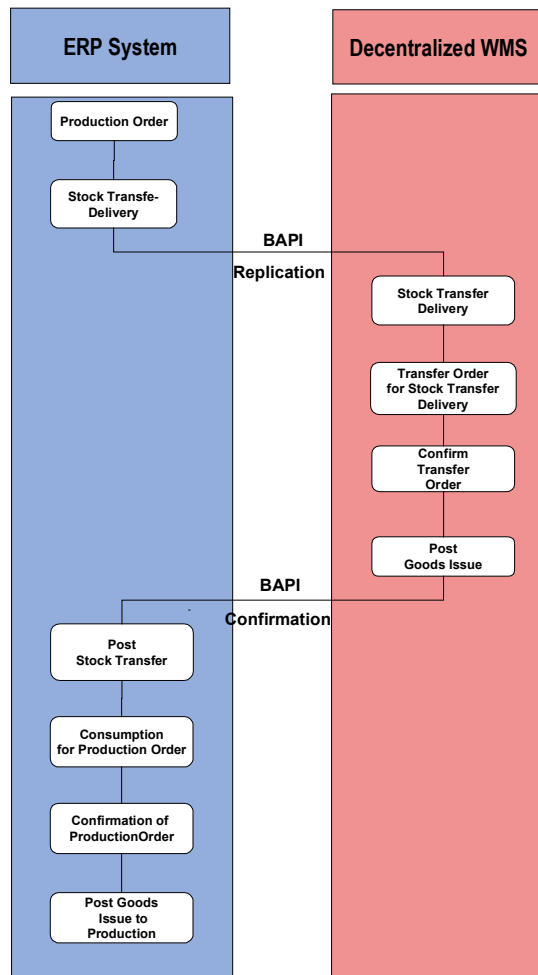 ERP System
Decentralized WMS
Production Order
Stock Transfe-
Delivery
BAPI
Replication
Stock Transfer
Delivery
Transfer Order
for Stock Transfer
Delivery
Confirm
Transfer
Order
Post
Goods Issue
BAPI
Confirmation
Post
Stock Transfer
Consumption
for Production Order
Confirmation of
ProductionOrder
Post Goods
Issue to
Production